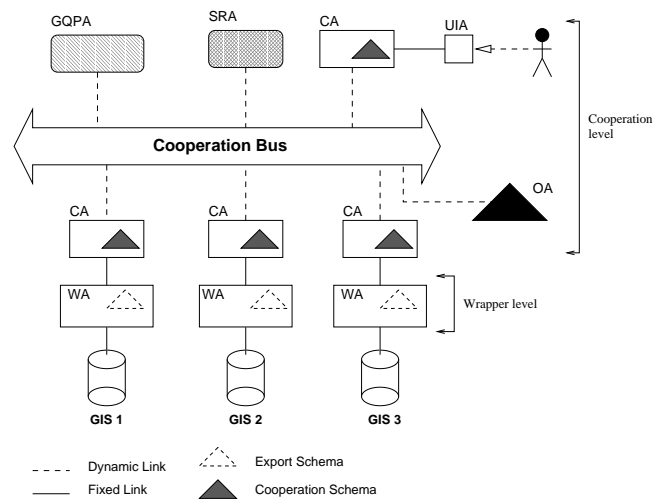 GQPA
SRA
CA
UIA
Cooperation
level
Cooperation Bus
OA
CA
CA
CA
WA
WA
WA
Wrapper level
GIS 1
GIS 2
GIS 3
Dynamic Link
Export Schema
Fixed Link
Cooperation Schema